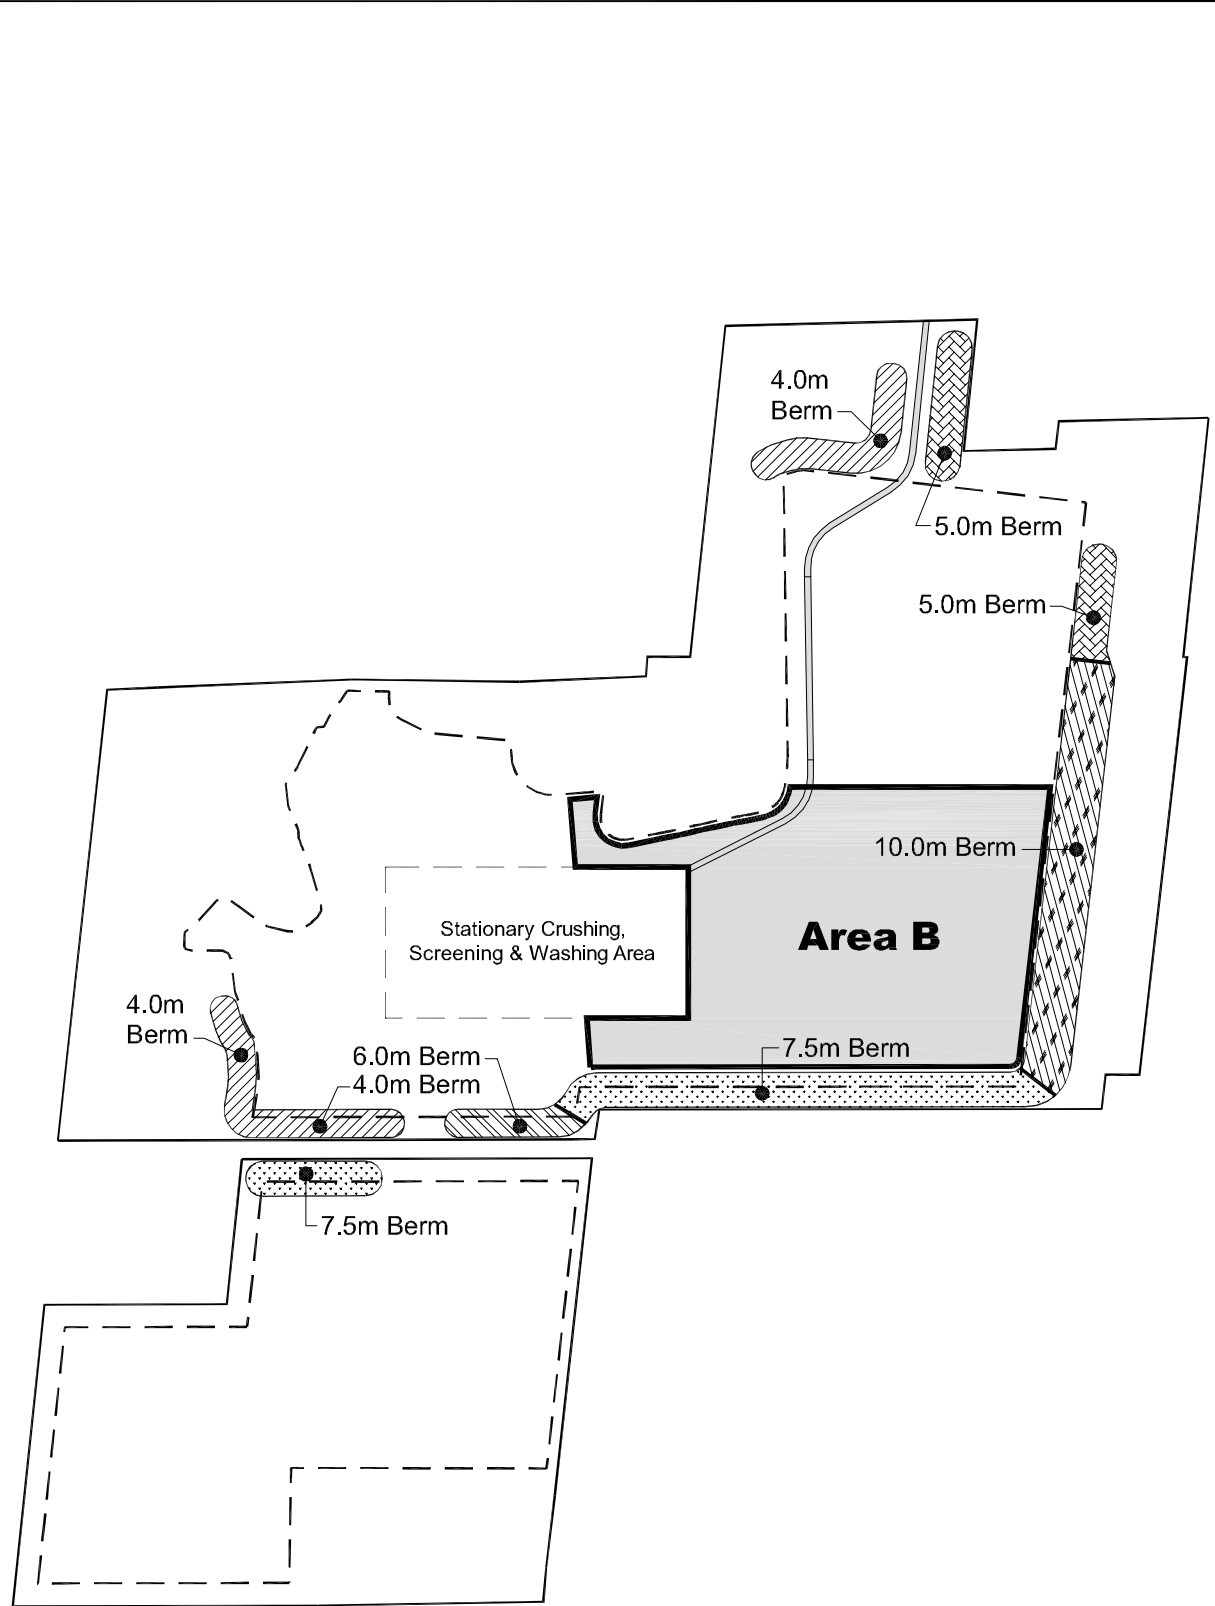 4.0m
Berm
5.0m Berm
5.0m Berm
10.0m Berm
Stationary Crushing,
Screening & Washing Area
Area B
4.0m
Berm
6.0m Berm
4.0m Berm
7.5m Berm
7.5m Berm